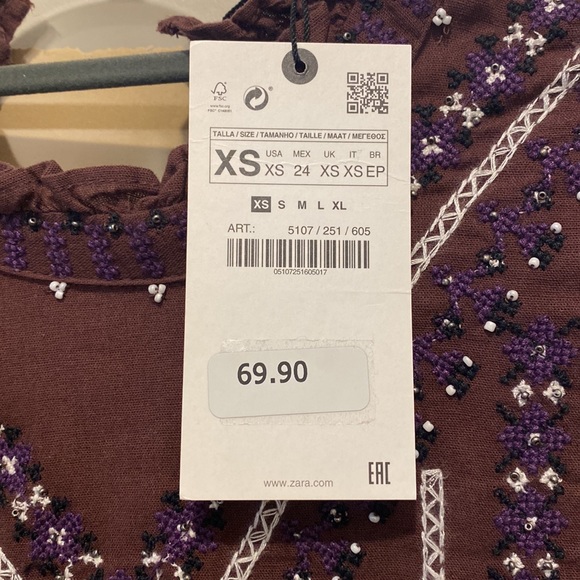 FSC
TALLA / SIZE / TAMANHO / TAILLE / MAAT / ΜΕΓΕΘΟΣ
XS USA XS MEX 24 UK XS IT XS BR EP
XS S M L XL
ART.: 5107 / 251 / 605
05107251605017
69.90
www.zara.com
EAC